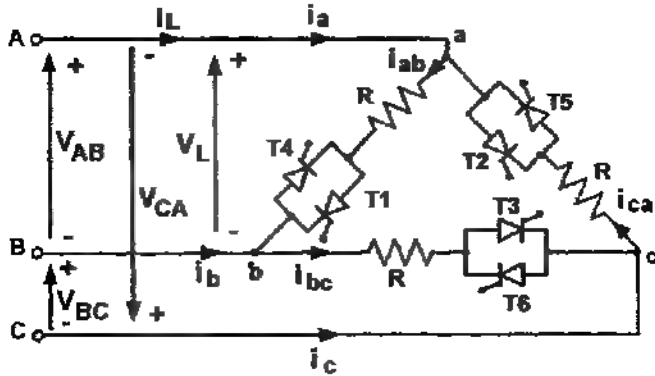 A
I_L
i_a
a
+
-
+
i_ab
R
T5
V_AB
V_CA
V_L
T4
T2
T1
T3
R
i_ca
-
-
B
i_b
b
i_bc
R
T6
c
+
V_BC
-
+
C
i_c